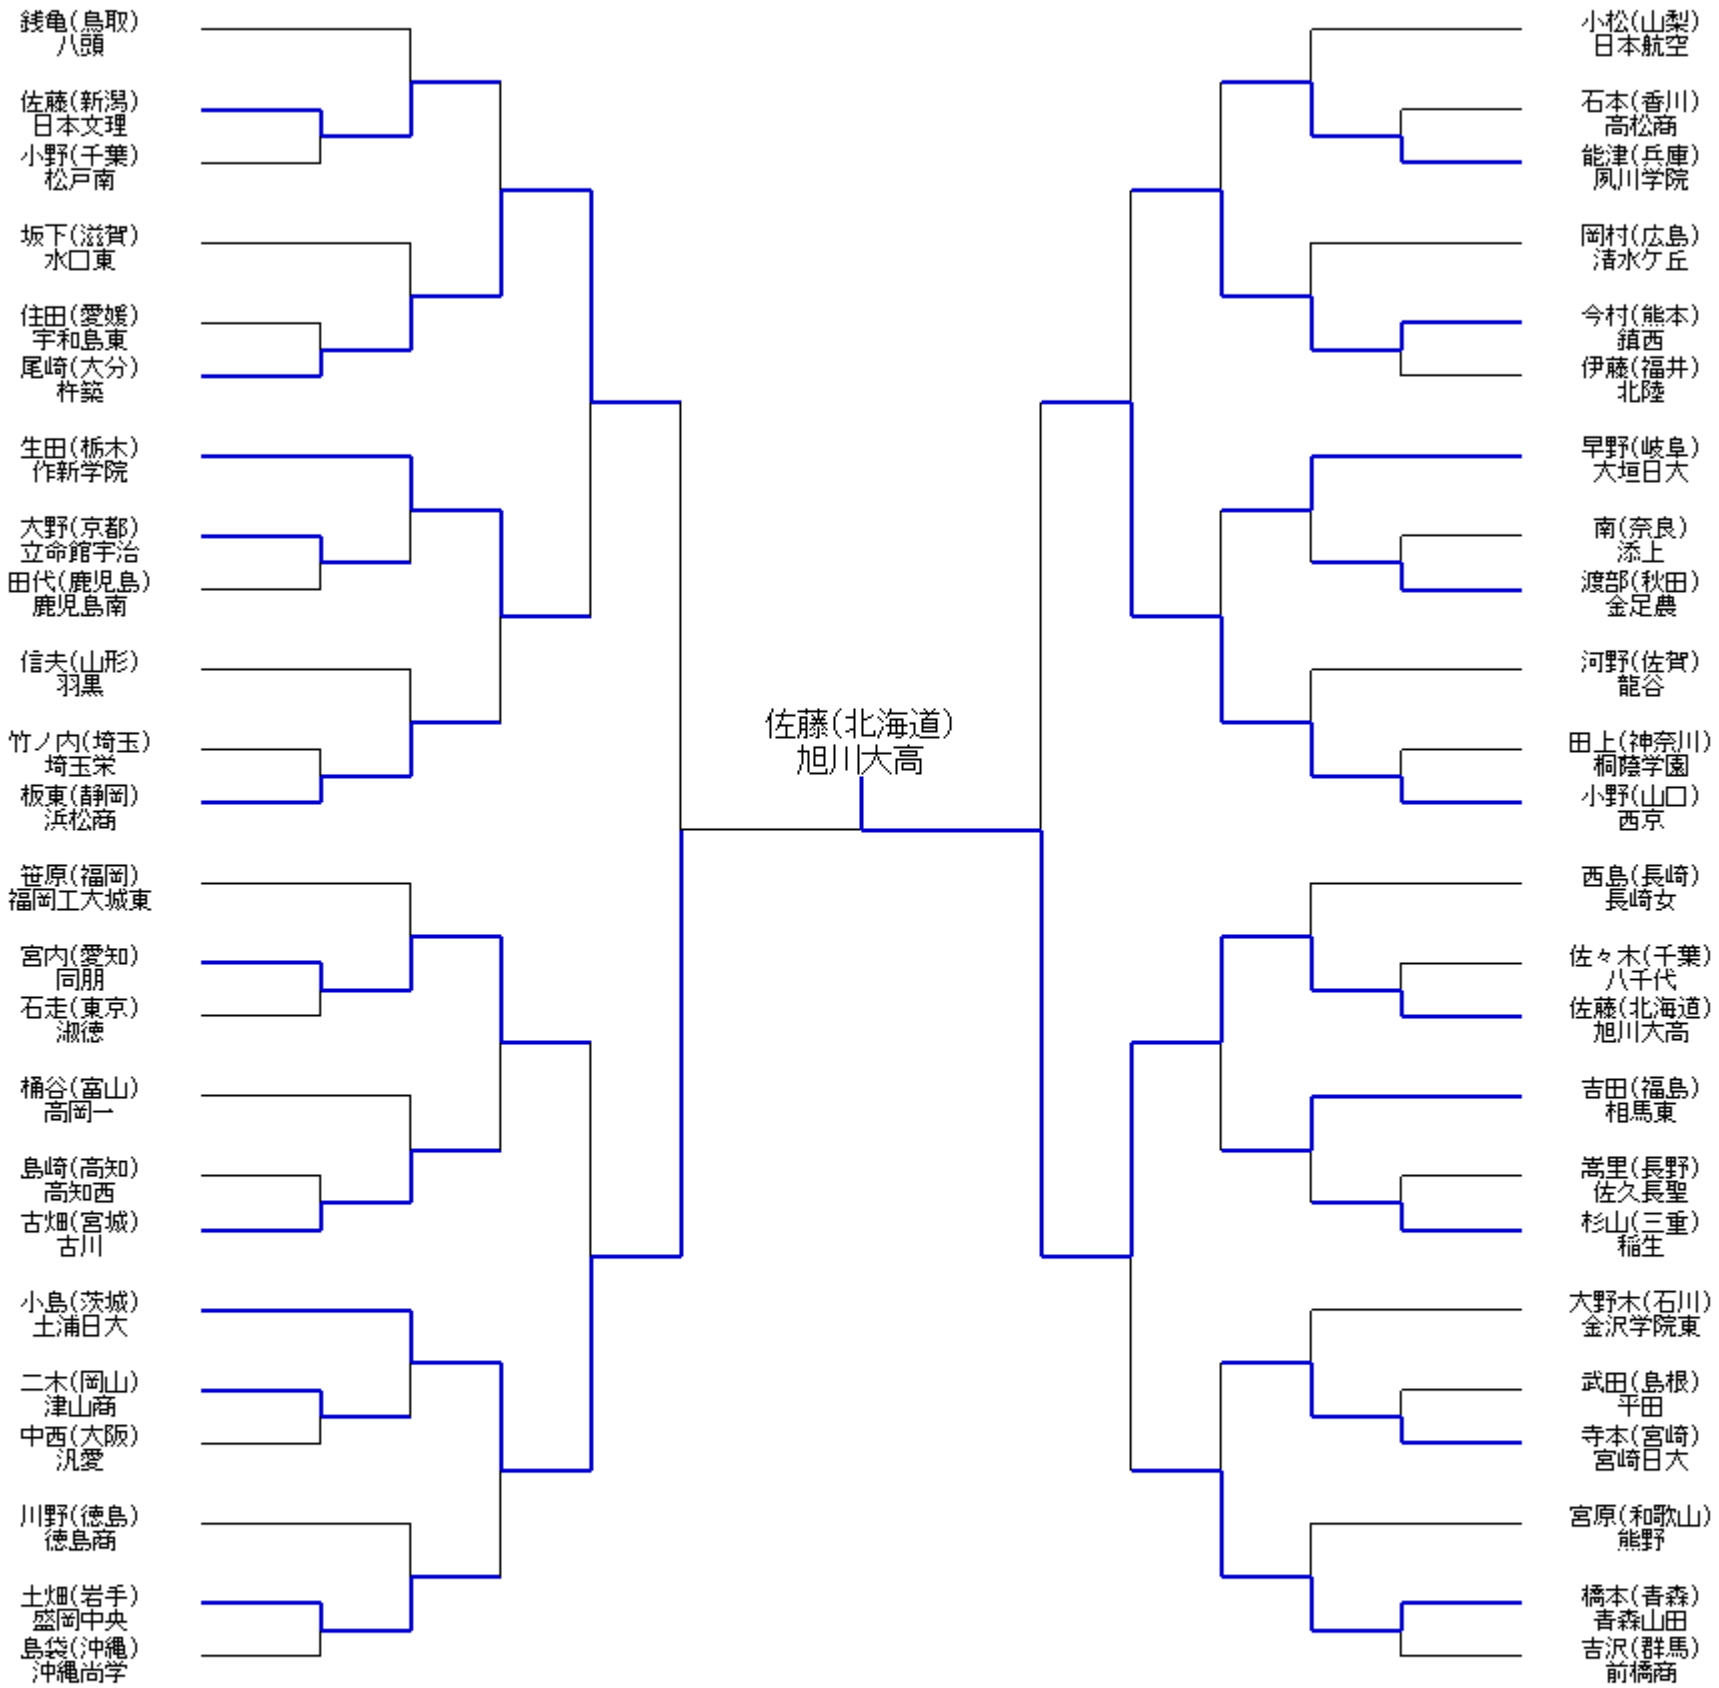 銭亀(鳥取)
八頭
佐藤(新潟)
日本文理
小野(千葉)
松戸南
坂下(滋賀)
水口東
住田(愛媛)
宇和島東
尾崎(大分)
杵築
生田(栃木)
作新学院
大野(京都)
立命館宇治
田代(鹿児島)
鹿児島南
信夫(山形)
羽黒
竹ノ内(埼玉)
埼玉栄
板東(静岡)
浜松商
笹原(福岡)
福岡工大城東
宮内(愛知)
同朋
石走(東京)
淑徳
桶谷(富山)
高岡一
島崎(高知)
高知西
古畑(宮城)
古川
小島(茨城)
土浦日大
二木(岡山)
津山商
中西(大阪)
汎愛
川野(徳島)
徳島商
土畑(岩手)
盛岡中央
島袋(沖縄)
沖縄尚学
佐藤(北海道)
旭川大高
小松(山梨)
日本航空
石本(香川)
高松商
能津(兵庫)
夙川学院
岡村(広島)
清水ケ丘
今村(熊本)
鎮西
伊藤(福井)
北陸
早野(岐阜)
大垣日大
南(奈良)
添上
渡部(秋田)
金足農
河野(佐賀)
龍谷
田上(神奈川)
桐蔭学園
小野(山口)
西京
西島(長崎)
長崎女
佐々木(千葉)
八千代
佐藤(北海道)
旭川大高
吉田(福島)
相馬東
嵩里(長野)
佐久長聖
杉山(三重)
稲生
大野木(石川)
金沢学院東
武田(島根)
平田
寺本(宮崎)
宮崎日大
宮原(和歌山)
熊野
橋本(青森)
青森山田
吉沢(群馬)
前橋商